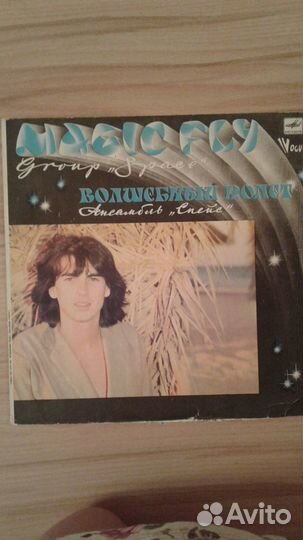 MAGIC FLY
Group „Space“
ВОЛШЕБНЫЙ ПОЛЕТ
Ансамбль „Спейс“
Avito